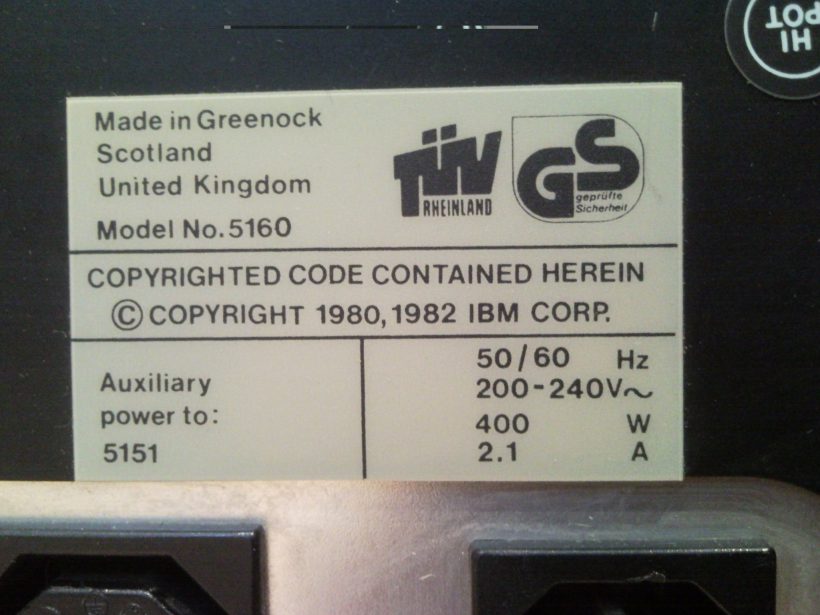 HI
POT
Made in Greenock
Scotland
United Kingdom
Model No. 5160
TÜV
RHEINLAND
GS
geprüfte
Sicherheit
COPYRIGHTED CODE CONTAINED HEREIN
© COPYRIGHT 1980, 1982 IBM CORP.
Auxiliary
power to:
5151
50/60 Hz
200-240V~
400 W
2.1 A